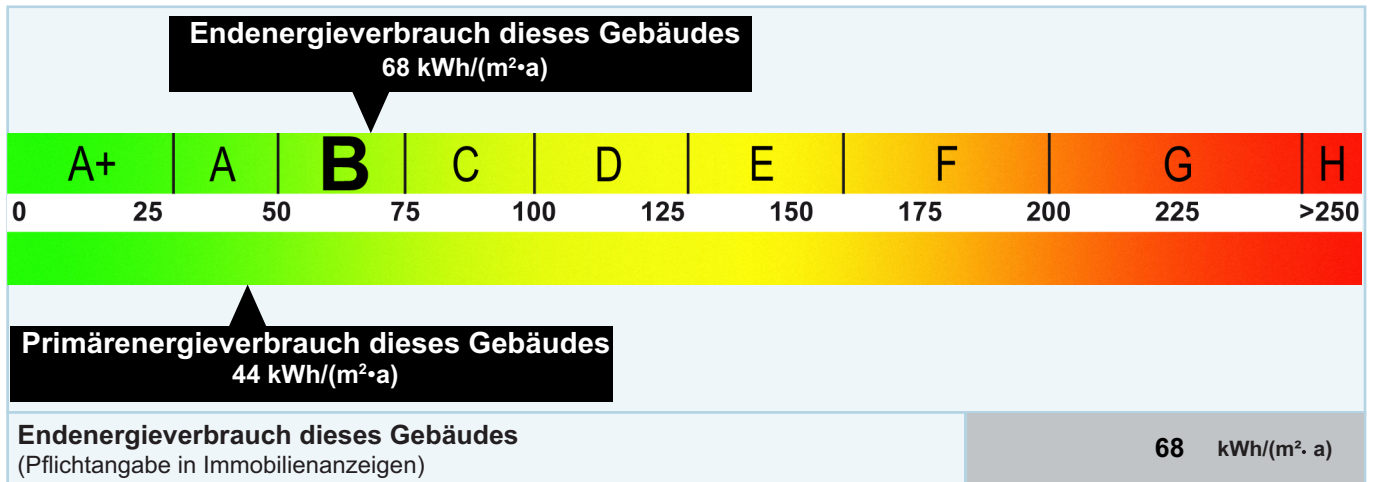 Endenergieverbrauch dieses Gebäudes
68 kWh/(m²•a)
A+ A B C D E F G H
0 25 50 75 100 125 150 175 200 225 >250
Primärenergieverbrauch dieses Gebäudes
44 kWh/(m²•a)
Endenergieverbrauch dieses Gebäudes
(Pflichtangabe in Immobilienanzeigen)
68 kWh/(m²· a)